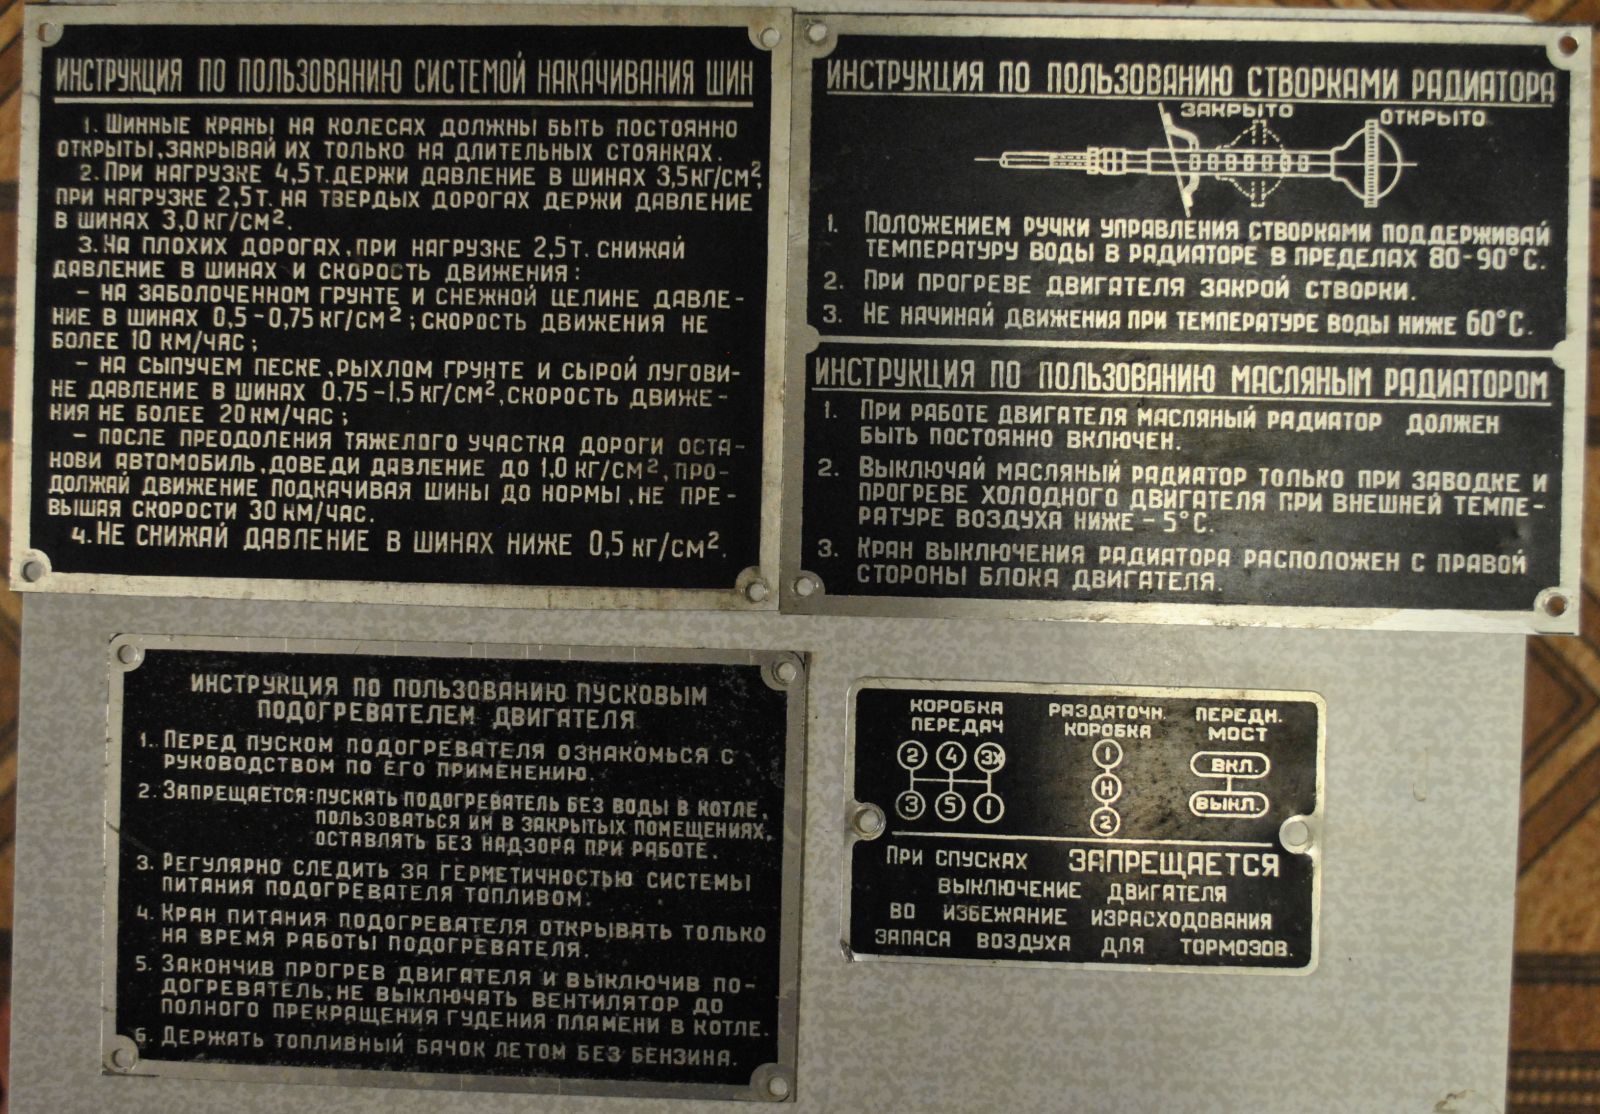 ИНСТРУКЦИЯ ПО ПОЛЬЗОВАНИЮ СИСТЕМОЙ НАКАЧИВАНИЯ ШИН
1. ШИННЫЕ КРАНЫ НА КОЛЕСАХ ДОЛЖНЫ БЫТЬ ПОСТОЯННО
ОТКРЫТЫ, ЗАКРЫВАЙ ИХ ТОЛЬКО НА ДЛИТЕЛЬНЫХ СТОЯНКАХ.
2. ПРИ НАГРУЗКЕ 4,5Т. ДЕРЖИ ДАВЛЕНИЕ В ШИНАХ 3,5КГ/СМ²,
ПРИ НАГРУЗКЕ 2,5Т. НА ТВЕРДЫХ ДОРОГАХ ДЕРЖИ ДАВЛЕНИЕ
В ШИНАХ 3,0КГ/СМ².
3. НА ПЛОХИХ ДОРОГАХ, ПРИ НАГРУЗКЕ 2,5Т. СНИЖАЙ
ДАВЛЕНИЕ В ШИНАХ И СКОРОСТЬ ДВИЖЕНИЯ:
– НА ЗАБОЛОЧЕННОМ ГРУНТЕ И СНЕЖНОЙ ЦЕЛИНЕ ДАВЛЕ-
НИЕ В ШИНАХ 0,5–0,75КГ/СМ²; СКОРОСТЬ ДВИЖЕНИЯ НЕ
БОЛЕЕ 10 КМ/ЧАС;
– НА СЫПУЧЕМ ПЕСКЕ, РЫХЛОМ ГРУНТЕ И СЫРОЙ ЛУГОВИ-
НЕ ДАВЛЕНИЕ В ШИНАХ 0,75–1,5КГ/СМ², СКОРОСТЬ ДВИЖЕ-
НИЯ НЕ БОЛЕЕ 20КМ/ЧАС;
– ПОСЛЕ ПРЕОДОЛЕНИЯ ТЯЖЕЛОГО УЧАСТКА ДОРОГИ ОСТА-
НОВИ АВТОМОБИЛЬ, ДОВЕДИ ДАВЛЕНИЕ ДО 1,0 КГ/СМ², ПРО-
ДОЛЖАЙ ДВИЖЕНИЕ ПОДКАЧИВАЯ ШИНЫ ДО НОРМЫ, НЕ ПРЕ-
ВЫШАЯ СКОРОСТИ 30 КМ/ЧАС.
4. НЕ СНИЖАЙ ДАВЛЕНИЕ В ШИНАХ НИЖЕ 0,5 КГ/СМ².
ИНСТРУКЦИЯ ПО ПОЛЬЗОВАНИЮ СТВОРКАМИ РАДИАТОРА
ЗАКРЫТО
ОТКРЫТО
1. ПОЛОЖЕНИЕМ РУЧКИ УПРАВЛЕНИЯ СТВОРКАМИ ПОДДЕРЖИВАЙ
ТЕМПЕРАТУРУ ВОДЫ В РАДИАТОРЕ В ПРЕДЕЛАХ 80-90°С.
2. ПРИ ПРОГРЕВЕ ДВИГАТЕЛЯ ЗАКРОЙ СТВОРКИ.
3. НЕ НАЧИНАЙ ДВИЖЕНИЯ ПРИ ТЕМПЕРАТУРЕ ВОДЫ НИЖЕ 60°С.
ИНСТРУКЦИЯ ПО ПОЛЬЗОВАНИЮ МАСЛЯНЫМ РАДИАТОРОМ
1. ПРИ РАБОТЕ ДВИГАТЕЛЯ МАСЛЯНЫЙ РАДИАТОР ДОЛЖЕН
БЫТЬ ПОСТОЯННО ВКЛЮЧЕН.
2. ВЫКЛЮЧАЙ МАСЛЯНЫЙ РАДИАТОР ТОЛЬКО ПРИ ЗАВОДКЕ И
ПРОГРЕВЕ ХОЛОДНОГО ДВИГАТЕЛЯ ПРИ ВНЕШНЕЙ ТЕМПЕ-
РАТУРЕ ВОЗДУХА НИЖЕ –5°С.
3. КРАН ВЫКЛЮЧЕНИЯ РАДИАТОРА РАСПОЛОЖЕН С ПРАВОЙ
СТОРОНЫ БЛОКА ДВИГАТЕЛЯ.
ИНСТРУКЦИЯ ПО ПОЛЬЗОВАНИЮ ПУСКОВЫМ
ПОДОГРЕВАТЕЛЕМ ДВИГАТЕЛЯ
1. ПЕРЕД ПУСКОМ ПОДОГРЕВАТЕЛЯ ОЗНАКОМЬСЯ С
РУКОВОДСТВОМ ПО ЕГО ПРИМЕНЕНИЮ.
2. ЗАПРЕЩАЕТСЯ: ПУСКАТЬ ПОДОГРЕВАТЕЛЬ БЕЗ ВОДЫ В КОТЛЕ,
ПОЛЬЗОВАТЬСЯ ИМ В ЗАКРЫТЫХ ПОМЕЩЕНИЯХ,
ОСТАВЛЯТЬ БЕЗ НАДЗОРА ПРИ РАБОТЕ.
3. РЕГУЛЯРНО СЛЕДИТЬ ЗА ГЕРМЕТИЧНОСТЬЮ СИСТЕМЫ
ПИТАНИЯ ПОДОГРЕВАТЕЛЯ ТОПЛИВОМ.
4. КРАН ПИТАНИЯ ПОДОГРЕВАТЕЛЯ ОТКРЫВАТЬ ТОЛЬКО
НА ВРЕМЯ РАБОТЫ ПОДОГРЕВАТЕЛЯ.
5. ЗАКОНЧИВ ПРОГРЕВ ДВИГАТЕЛЯ И ВЫКЛЮЧИВ ПО-
ДОГРЕВАТЕЛЬ, НЕ ВЫКЛЮЧАТЬ ВЕНТИЛЯТОР ДО
ПОЛНОГО ПРЕКРАЩЕНИЯ ГУДЕНИЯ ПЛАМЕНИ В КОТЛЕ.
6. ДЕРЖАТЬ ТОПЛИВНЫЙ БАЧОК ЛЕТОМ БЕЗ БЕНЗИНА.
КОРОБКА ПЕРЕДАЧ
2 4 ЗХ
3 5 1
РАЗДАТОЧН. КОРОБКА
1
Н
2
ПЕРЕДН. МОСТ
ВКЛ.
ВЫКЛ.
ПРИ СПУСКАХ ЗАПРЕЩАЕТСЯ
ВЫКЛЮЧЕНИЕ ДВИГАТЕЛЯ
ВО ИЗБЕЖАНИЕ ИЗРАСХОДОВАНИЯ
ЗАПАСА ВОЗДУХА ДЛЯ ТОРМОЗОВ.